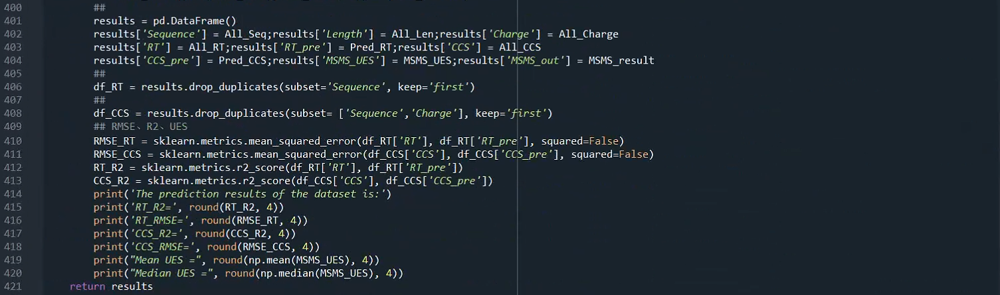 400 ##
401 results = pd.DataFrame()
402 results['Sequence'] = All_Seq;results['Length'] = All_Len;results['Charge'] = All_Charge
403 results['RT'] = All_RT;results['RT_pre'] = Pred_RT;results['CCS'] = All_CCS
404 results['CCS_pre'] = Pred_CCS;results['MSMS_UES'] = MSMS_UES;results['MSMS_out'] = MSMS_result
405 ##
406 df_RT = results.drop_duplicates(subset='Sequence', keep='first')
407 ##
408 df_CCS = results.drop_duplicates(subset= ['Sequence','Charge'], keep='first')
409 ## RMSE、R2、UES
410 RMSE_RT = sklearn.metrics.mean_squared_error(df_RT['RT'], df_RT['RT_pre'], squared=False)
411 RMSE_CCS = sklearn.metrics.mean_squared_error(df_CCS['CCS'], df_CCS['CCS_pre'], squared=False)
412 RT_R2 = sklearn.metrics.r2_score(df_RT['RT'], df_RT['RT_pre'])
413 CCS_R2 = sklearn.metrics.r2_score(df_CCS['CCS'], df_CCS['CCS_pre'])
414 print('The prediction results of the dataset is:')
415 print('RT_R2=', round(RT_R2, 4))
416 print('RT_RMSE=', round(RMSE_RT, 4))
417 print('CCS_R2=', round(CCS_R2, 4))
418 print('CCS_RMSE=', round(RMSE_CCS, 4))
419 print("Mean UES =", round(np.mean(MSMS_UES), 4))
420 print("Median UES =", round(np.median(MSMS_UES), 4))
421 return results